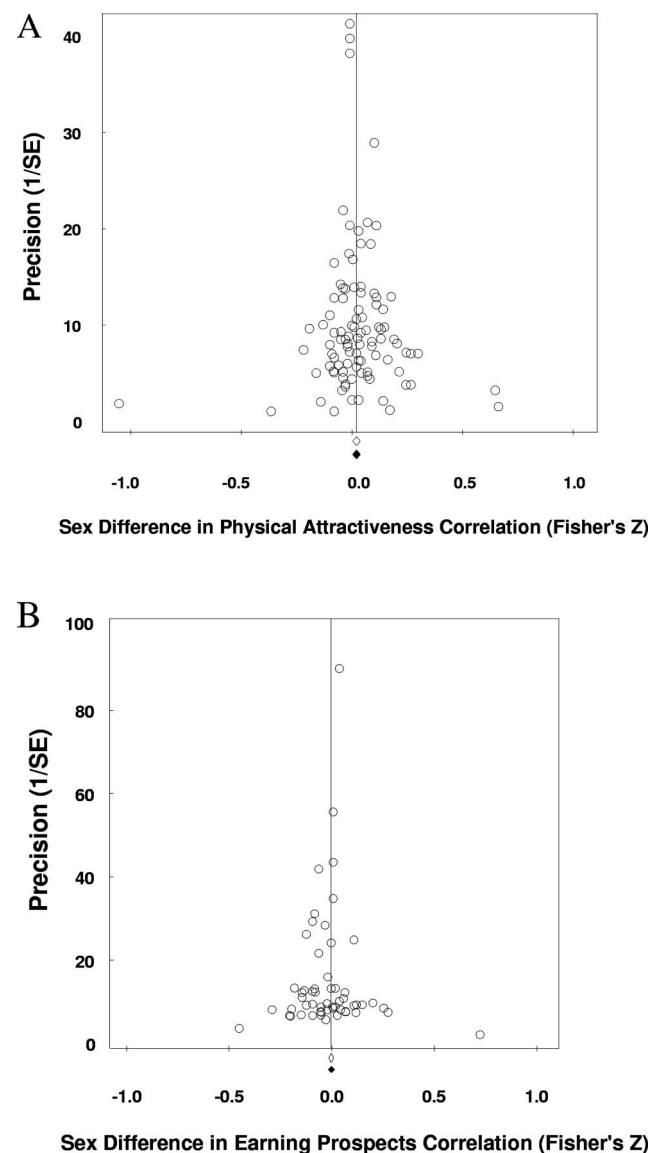 A
40
30
20
10
0
Precision (1/SE)
-1.0 -0.5 0.0 0.5 1.0
Sex Difference in Physical Attractiveness Correlation (Fisher's Z)
B
100
80
60
40
20
0
Precision (1/SE)
-1.0 -0.5 0.0 0.5 1.0
Sex Difference in Earning Prospects Correlation (Fisher's Z)